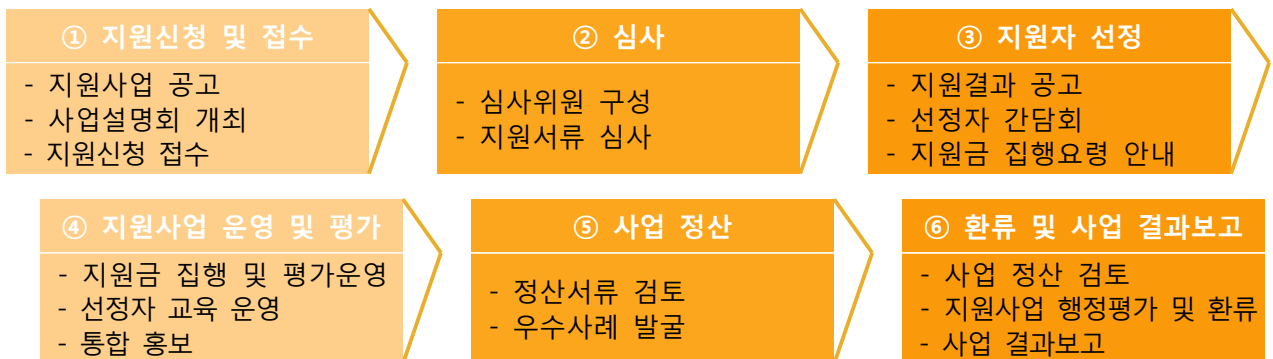 ① 지원신청 및 접수
- 지원사업 공고
- 사업설명회 개최
- 지원신청 접수
② 심사
- 심사위원 구성
- 지원서류 심사
③ 지원자 선정
- 지원결과 공고
- 선정자 간담회
- 지원금 집행요령 안내
④ 지원사업 운영 및 평가
- 지원금 집행 및 평가운영
- 선정자 교육 운영
- 통합 홍보
⑤ 사업 정산
- 정산서류 검토
- 우수사례 발굴
⑥ 환류 및 사업 결과보고
- 사업 정산 검토
- 지원사업 행정평가 및 환류
- 사업 결과보고